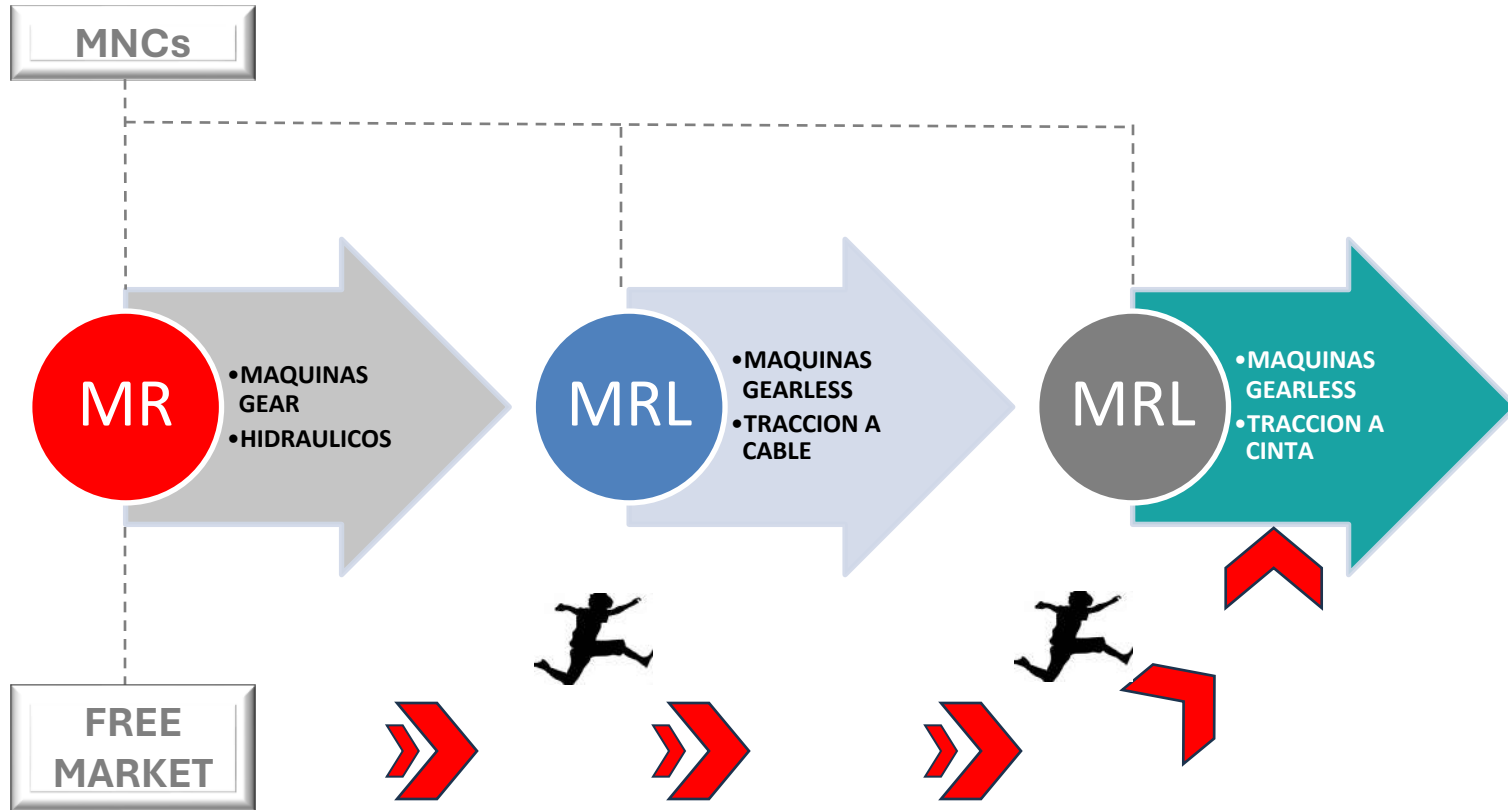 MNCs
MR
•MAQUINAS
GEAR
•HIDRAULICOS
MRL
•MAQUINAS
GEARLESS
•TRACCION A
CABLE
MRL
•MAQUINAS
GEARLESS
•TRACCION A
CINTA
FREE
MARKET